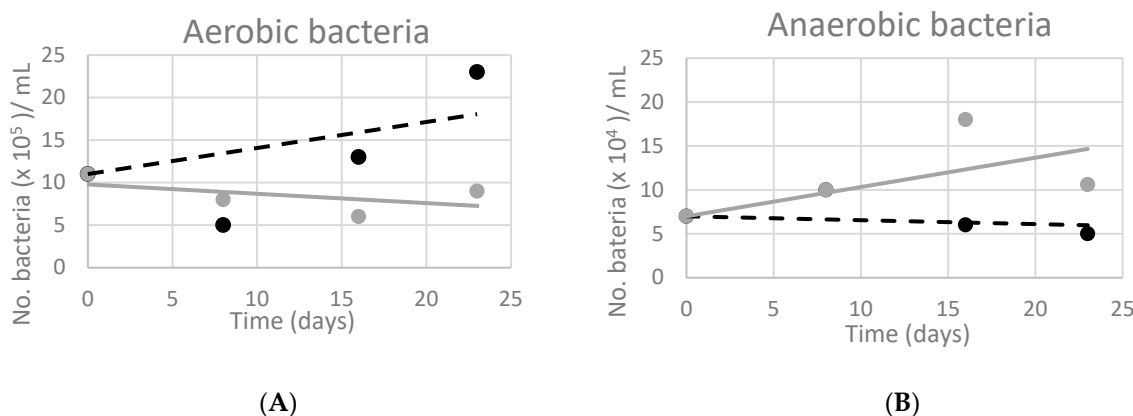 Aerobic bacteria
No. bacteria (x 10⁵ )/ mL
25
20
15
10
5
0
0 5 10 15 20 25
Time (days)
(A)
Anaerobic bacteria
No. bateria (x 10⁴ )/ mL
25
20
15
10
5
0
0 5 10 15 20 25
Time (days)
(B)